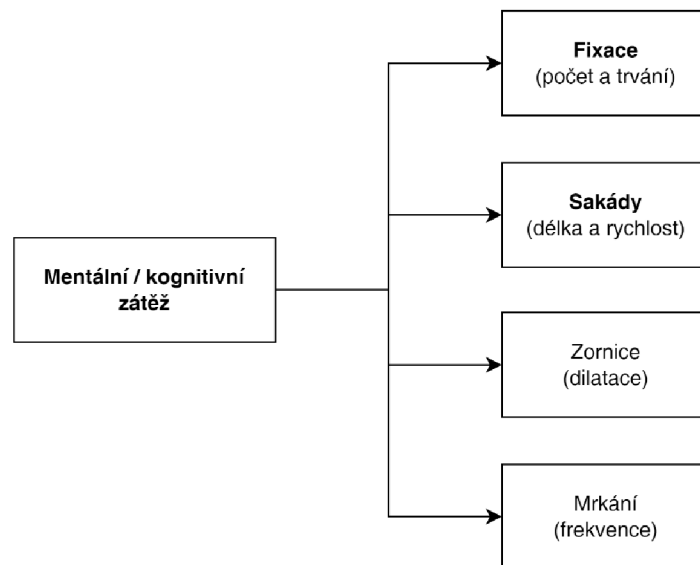 Fixace
(počet a trvání)
Sakády
(délka a rychlost)
Mentální / kognitivní
zátěž
Zornice
(dilatace)
Mrkání
(frekvence)